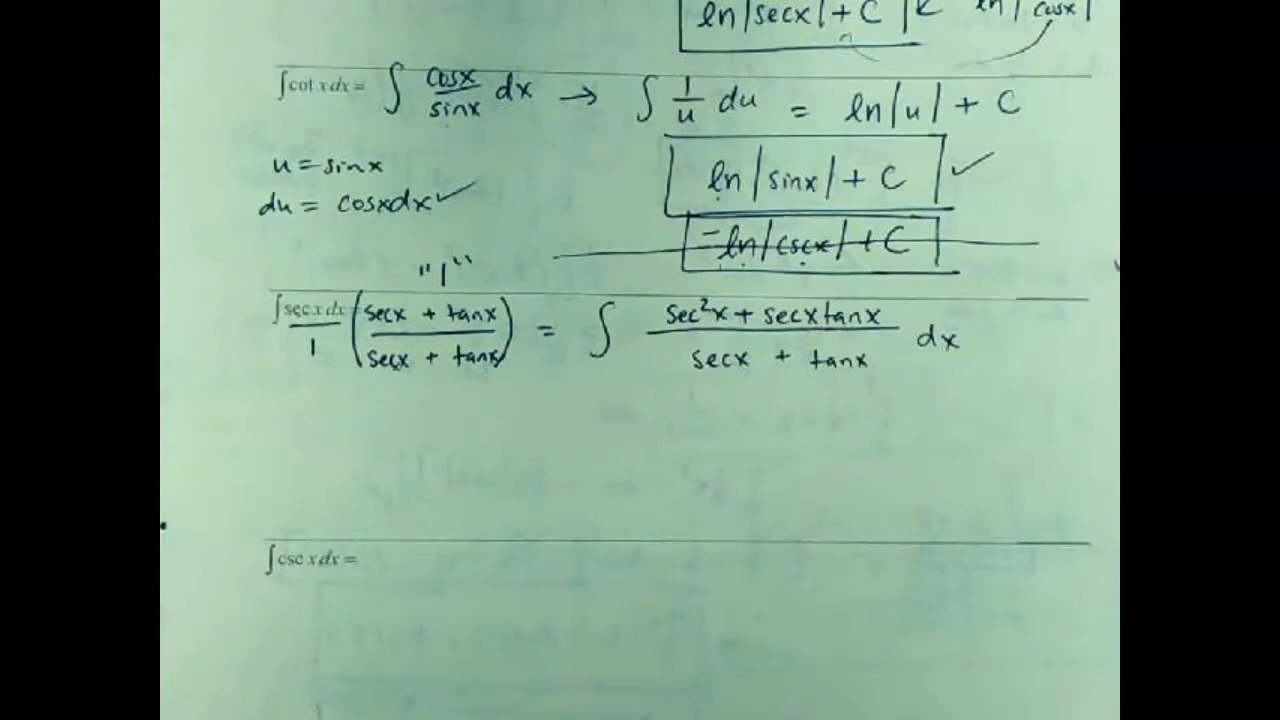 ln|secx| + C ln|cosx|
∫cot x dx = ∫ cosx/sinx dx → ∫ 1/u du = ln|u| + C
u = sinx
ln|sinx| + C ✓
du = cosxdx ✓
-ln|cscx| + C
"1"
∫sec x dx/1 (secx + tanx/secx + tanx) = ∫ sec²x + secxtanx/secx + tanx dx
∫csc x dx =